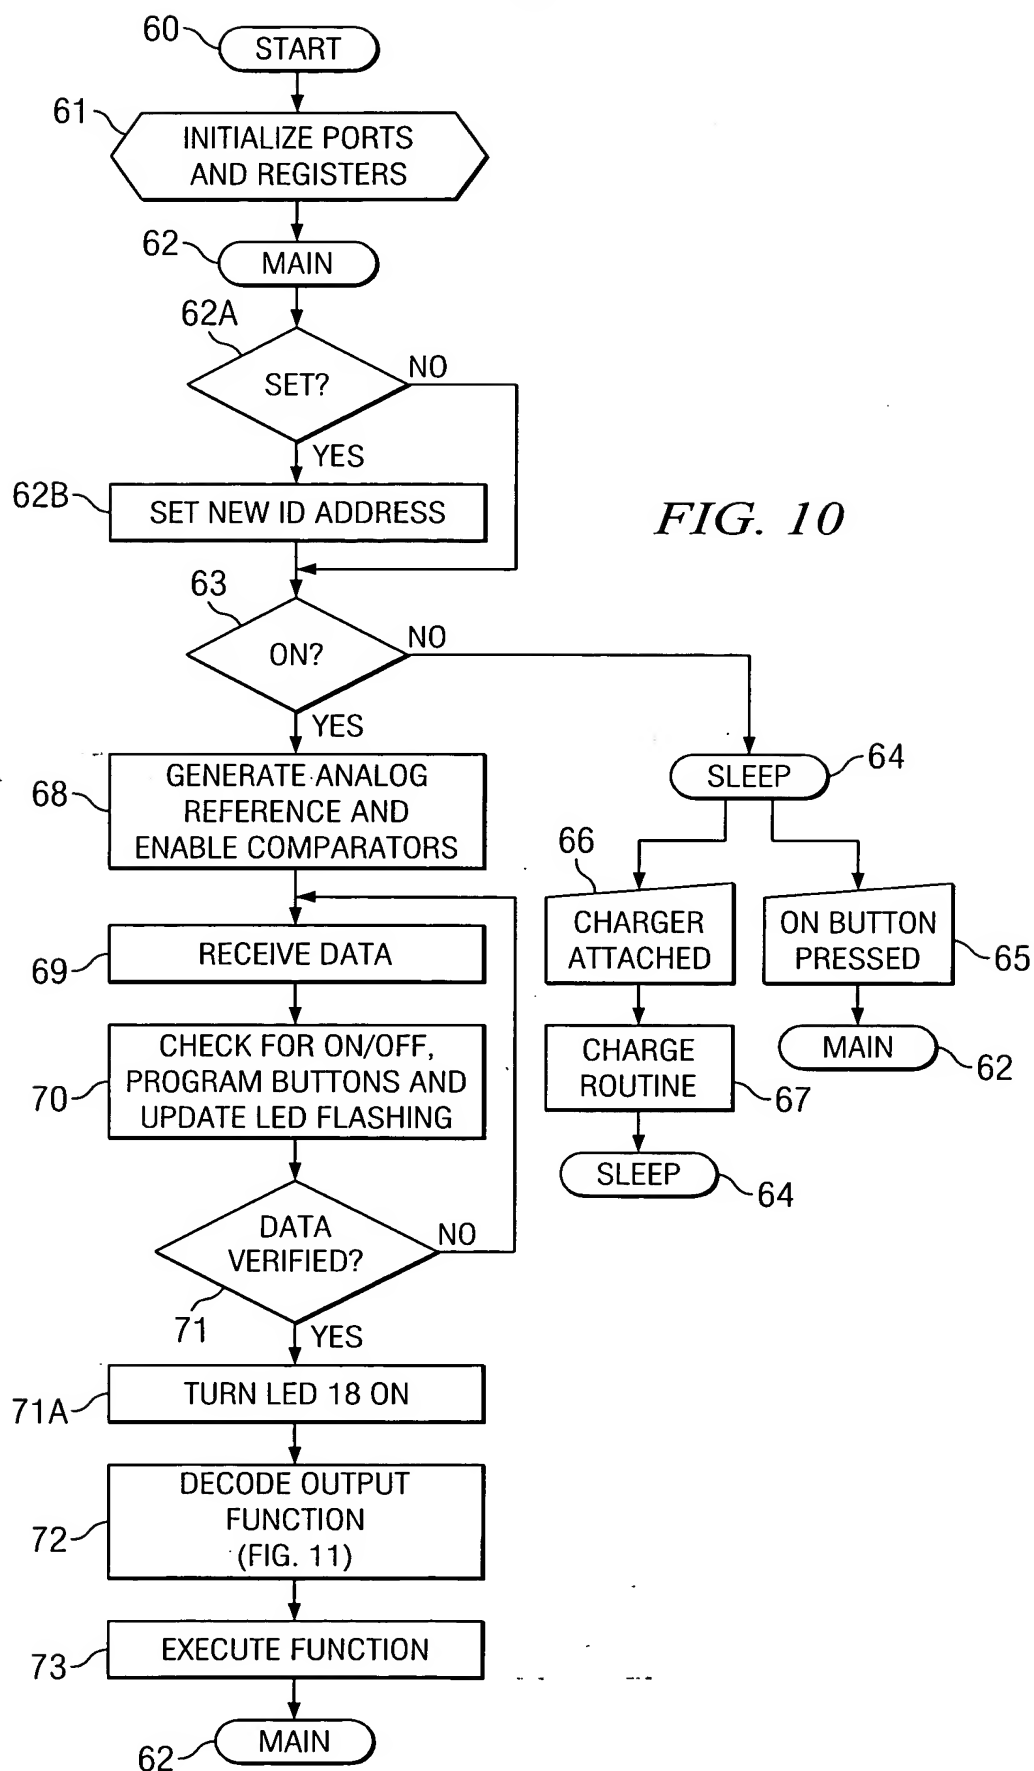 60
START
61
INITIALIZE PORTS
AND REGISTERS
62
MAIN
62A
SET?
NO
YES
62B
SET NEW ID ADDRESS
FIG. 10
63
ON?
NO
YES
68
GENERATE ANALOG
REFERENCE AND
ENABLE COMPARATORS
SLEEP
64
66
CHARGER
ATTACHED
ON BUTTON
PRESSED
65
69
RECEIVE DATA
70
CHECK FOR ON/OFF,
PROGRAM BUTTONS AND
UPDATE LED FLASHING
CHARGE
ROUTINE
67
MAIN
62
SLEEP
64
DATA
VERIFIED?
NO
71
YES
71A
TURN LED 18 ON
72
DECODE OUTPUT
FUNCTION
(FIG. 11)
73
EXECUTE FUNCTION
62
MAIN